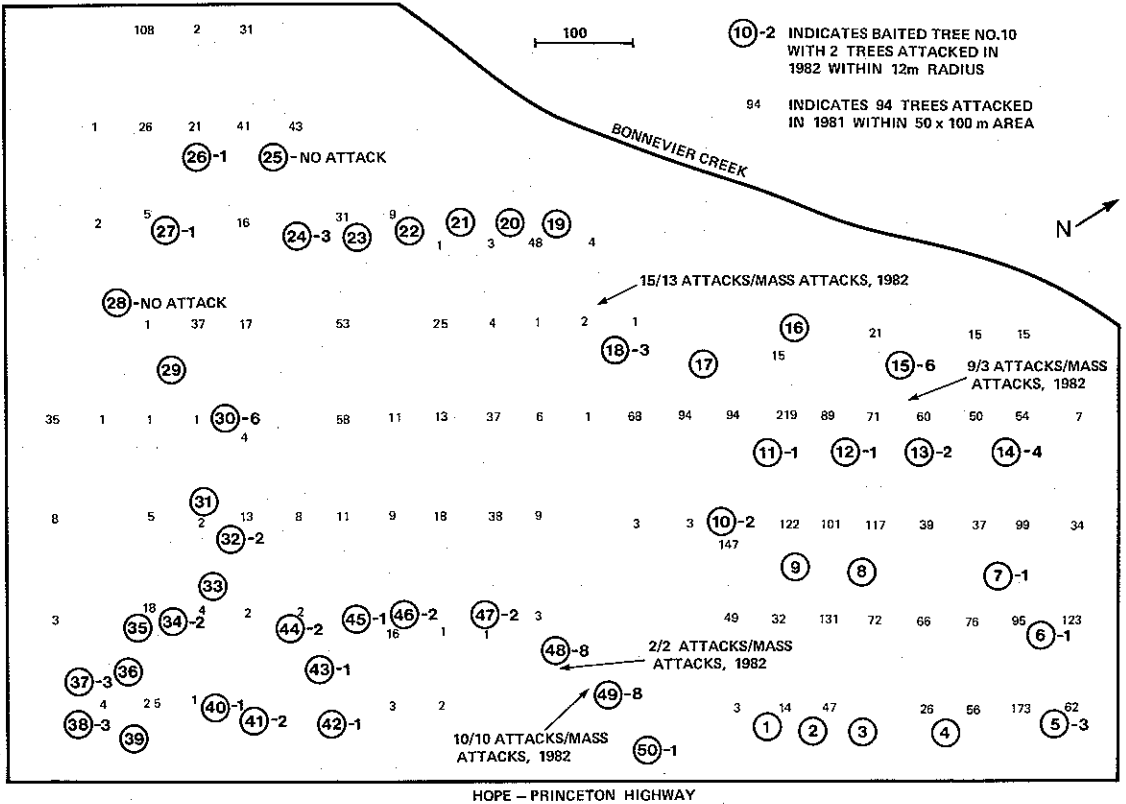 108 2 31
100
10 -2 INDICATES BAITED TREE NO.10
WITH 2 TREES ATTACKED IN
1982 WITHIN 12m RADIUS
94 INDICATES 94 TREES ATTACKED
IN 1981 WITHIN 50 x 100 m AREA
BONNEVIER CREEK
N
1 26 21 41 43
26 -1 25 - NO ATTACK
2 5 16 31 9
27 -1 24 -3 23 22 21 20 19
1 3 48 4
28 - NO ATTACK
15/13 ATTACKS/MASS ATTACKS, 1982
1 37 17 53 25 4 1 2 1
16 21 15 15
18 -3 17 15 15 -6
29
9/3 ATTACKS/MASS
ATTACKS, 1982
35 1 1 1 30 -6 58 11 13 37 6 1 68 94 94 219 89 71 60 50 54 7
4
11 -1 12 -1 13 -2 14 -4
31
8 5 2 13 8 11 9 18 38 9 3 3 10 -2 122 101 117 39 37 99 34
32 -2 147
9 8 7 -1
33
3 18 4 2 2 3 49 32 131 72 66 76 95 123
35 34 -2 44 -2 45 -1 46 -2 47 -2 6 -1
16 1 1
48 -8 2/2 ATTACKS/MASS
ATTACKS, 1982
37 -3 36 43 -1
49 -8
4 2 5 1 40 -1 3 2 3 14 47 26 56 173 62
38 -3 39 41 -2 42 -1 1 2 3 4 5 -3
10/10 ATTACKS/MASS
ATTACKS, 1982
50 -1
HOPE – PRINCETON HIGHWAY